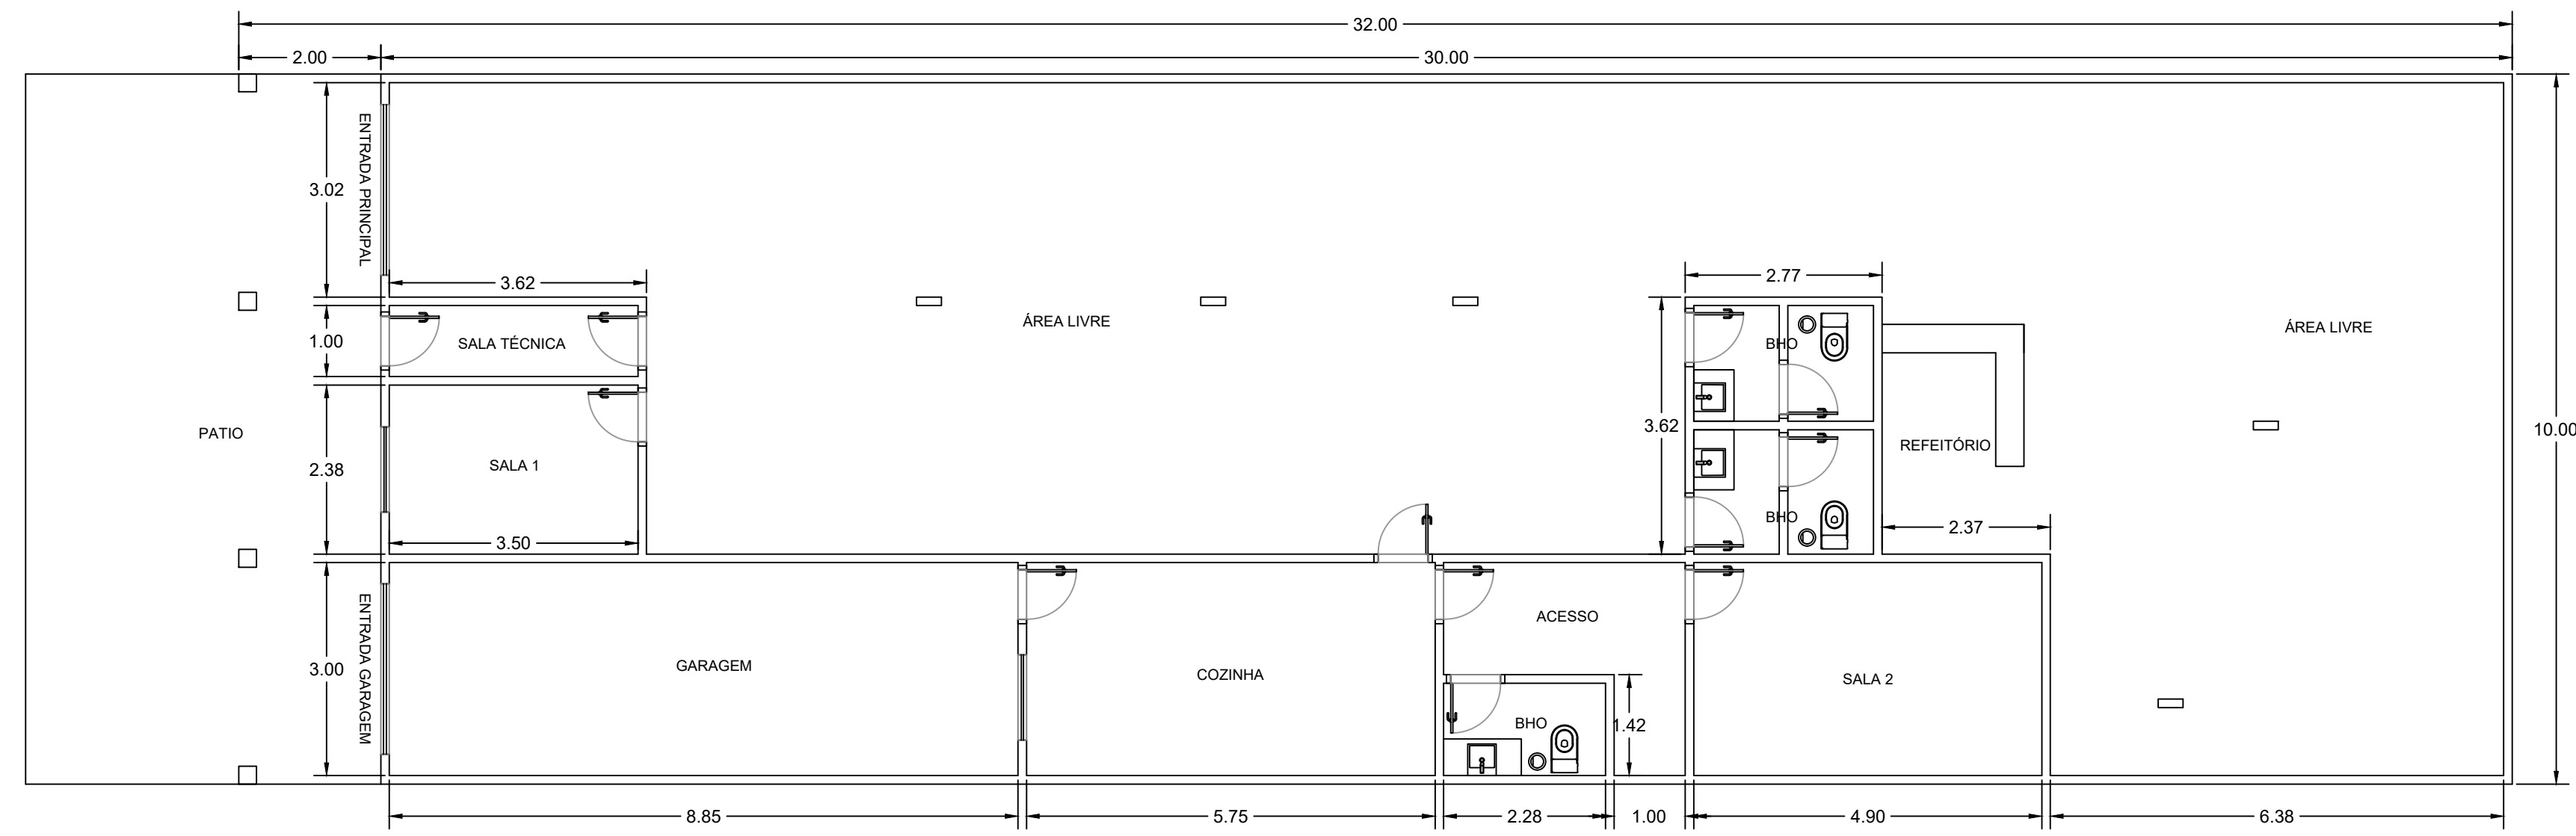 32.00
2.00
30.00
ENTRADA PRINCIPAL
3.02
3.62
2.77
ÁREA LIVRE
ÁREA LIVRE
1.00
SALA TÉCNICA
BHO
3.62
10.00
PATIO
REFEITÓRIO
2.38
SALA 1
BHO
2.37
3.50
ENTRADA GARAGEM
ACESSO
3.00
GARAGEM
COZINHA
SALA 2
BHO
1.42
8.85
5.75
2.28
1.00
4.90
6.38